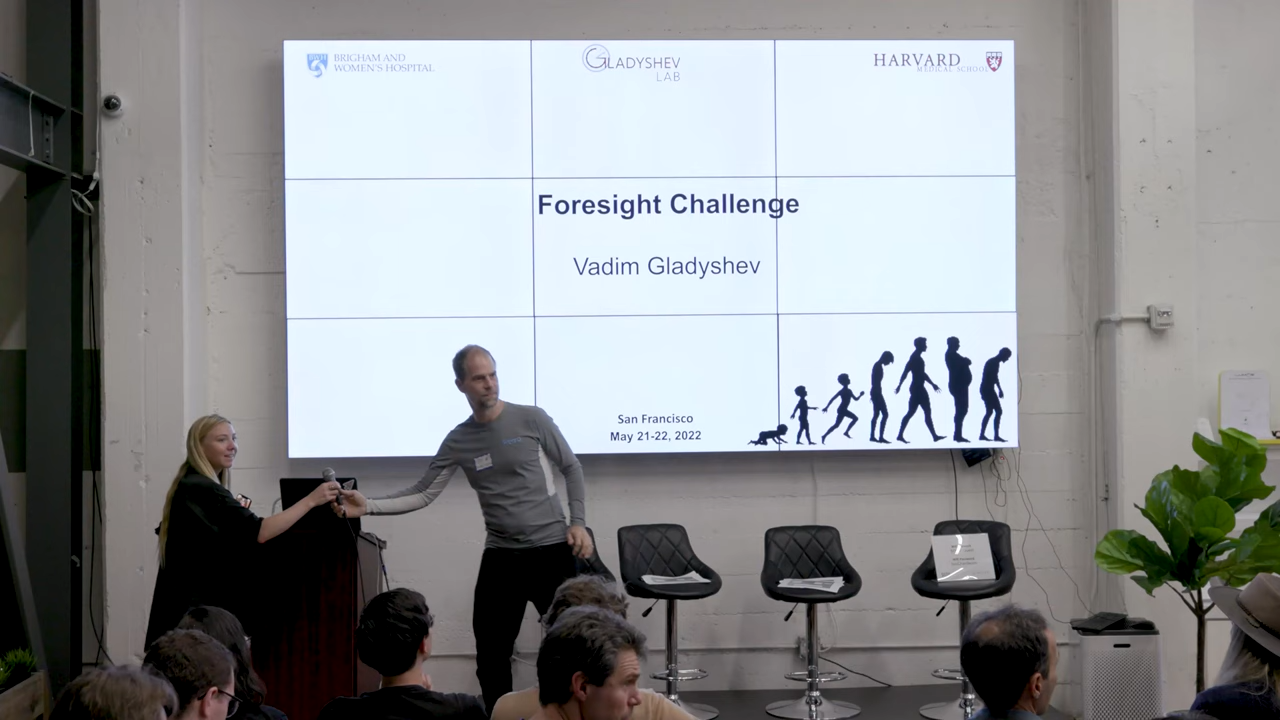 BRIGHAM AND
WOMEN'S HOSPITAL
GLADYSHEV
LAB
HARVARD
MEDICAL SCHOOL
Foresight Challenge
Vadim Gladyshev
San Francisco
May 21-22, 2022